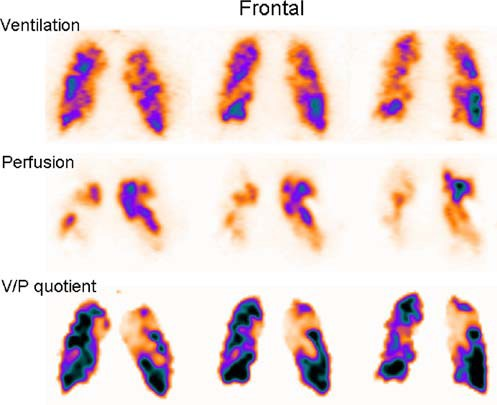 Frontal
Ventilation
Perfusion
V/P quotient